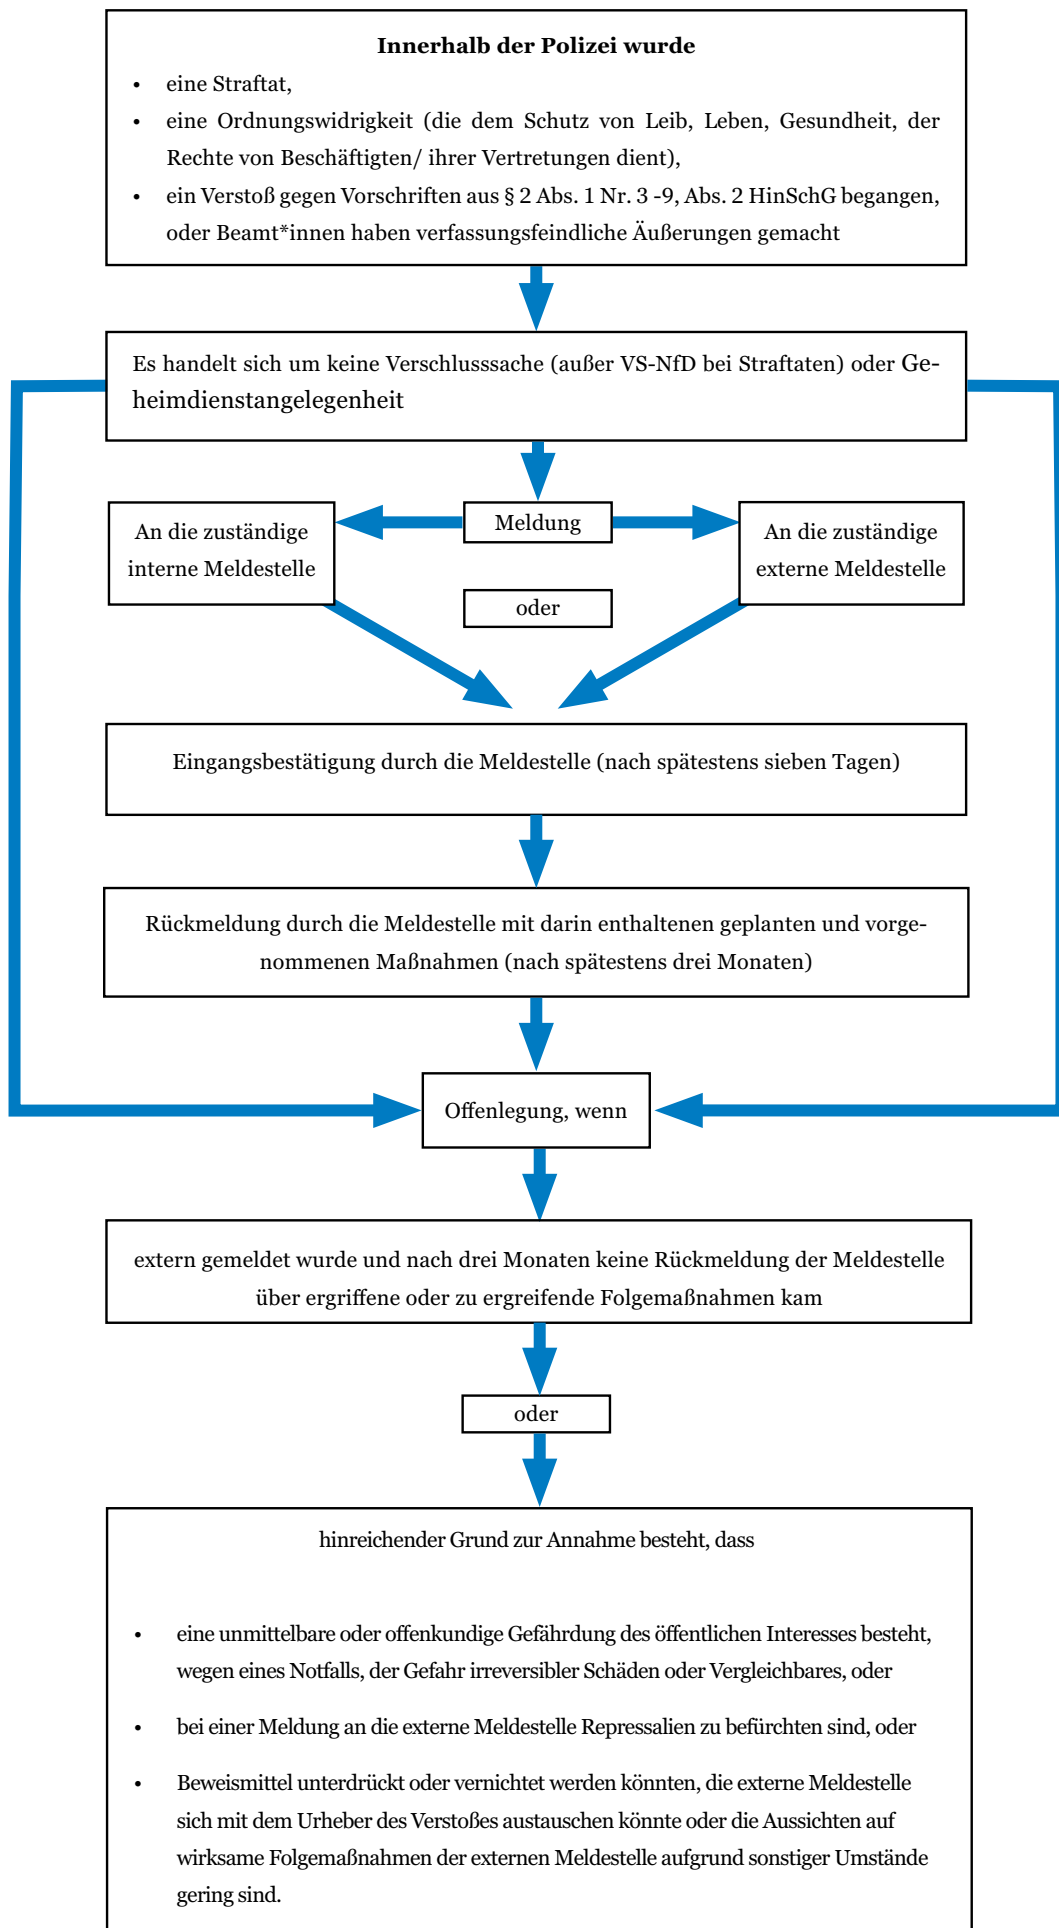 Innerhalb der Polizei wurde
• eine Straftat,
• eine Ordnungswidrigkeit (die dem Schutz von Leib, Leben, Gesundheit, der
Rechte von Beschäftigten/ ihrer Vertretungen dient),
• ein Verstoß gegen Vorschriften aus § 2 Abs. 1 Nr. 3 -9, Abs. 2 HinSchG begangen,
oder Beamt*innen haben verfassungsfeindliche Äußerungen gemacht
Es handelt sich um keine Verschlusssache (außer VS-NfD bei Straftaten) oder Ge-
heimdienstangelegenheit
Meldung
An die zuständige
interne Meldestelle
An die zuständige
externe Meldestelle
oder
Eingangsbestätigung durch die Meldestelle (nach spätestens sieben Tagen)
Rückmeldung durch die Meldestelle mit darin enthaltenen geplanten und vorge-
nommenen Maßnahmen (nach spätestens drei Monaten)
Offenlegung, wenn
extern gemeldet wurde und nach drei Monaten keine Rückmeldung der Meldestelle
über ergriffene oder zu ergreifende Folgemaßnahmen kam
oder
hinreichender Grund zur Annahme besteht, dass
• eine unmittelbare oder offenkundige Gefährdung des öffentlichen Interesses besteht,
wegen eines Notfalls, der Gefahr irreversibler Schäden oder Vergleichbares, oder
• bei einer Meldung an die externe Meldestelle Repressalien zu befürchten sind, oder
• Beweismittel unterdrückt oder vernichtet werden könnten, die externe Meldestelle
sich mit dem Urheber des Verstoßes austauschen könnte oder die Aussichten auf
wirksame Folgemaßnahmen der externen Meldestelle aufgrund sonstiger Umstände
gering sind.